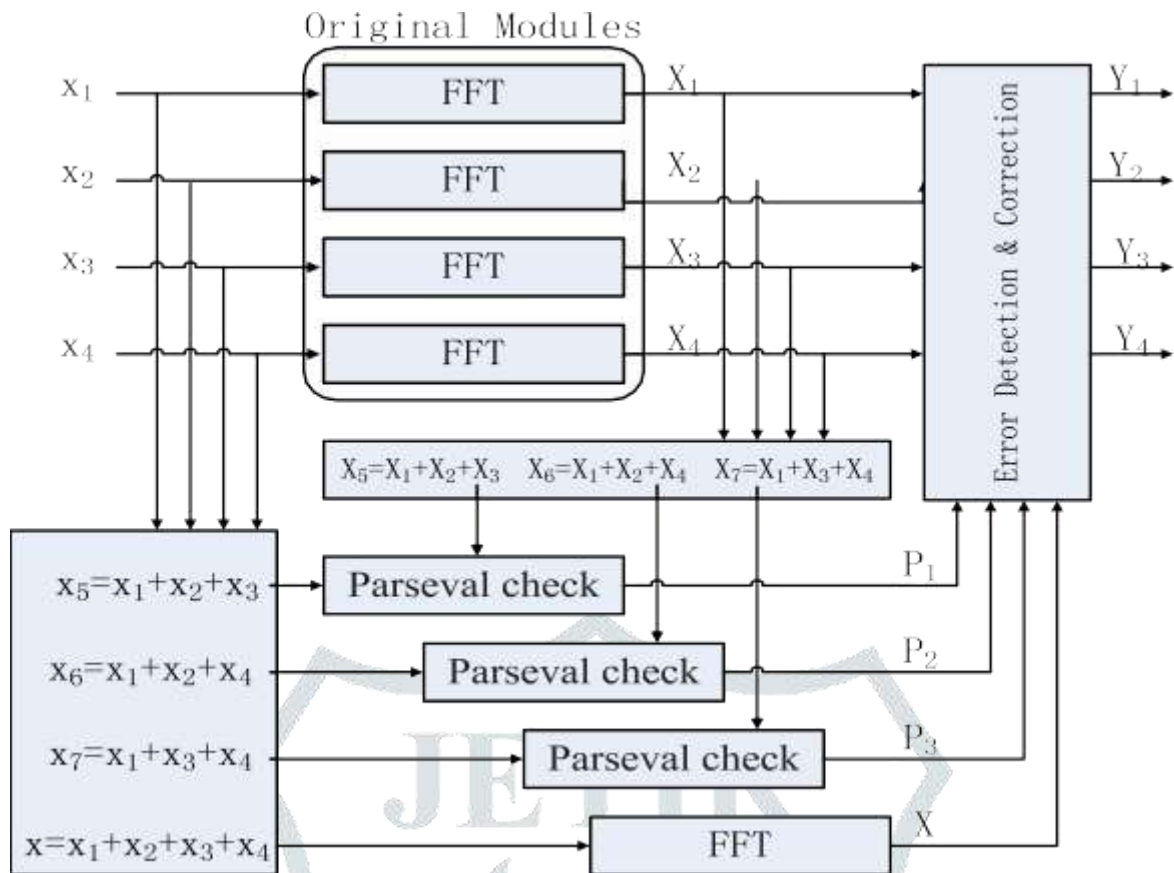 Original Modules
x₁ FFT X₁ Y₁
x₂ FFT X₂ Y₂
x₃ FFT X₃ Y₃
x₄ FFT X₄ Y₄
Error Detection & Correction
X₅=X₁+X₂+X₃ X₆=X₁+X₂+X₄ X₇=X₁+X₃+X₄
x₅=x₁+x₂+x₃ Parseval check P₁
x₆=x₁+x₂+x₄ Parseval check P₂
x₇=x₁+x₃+x₄ Parseval check P₃
x=x₁+x₂+x₃+x₄ FFT X
JETIR